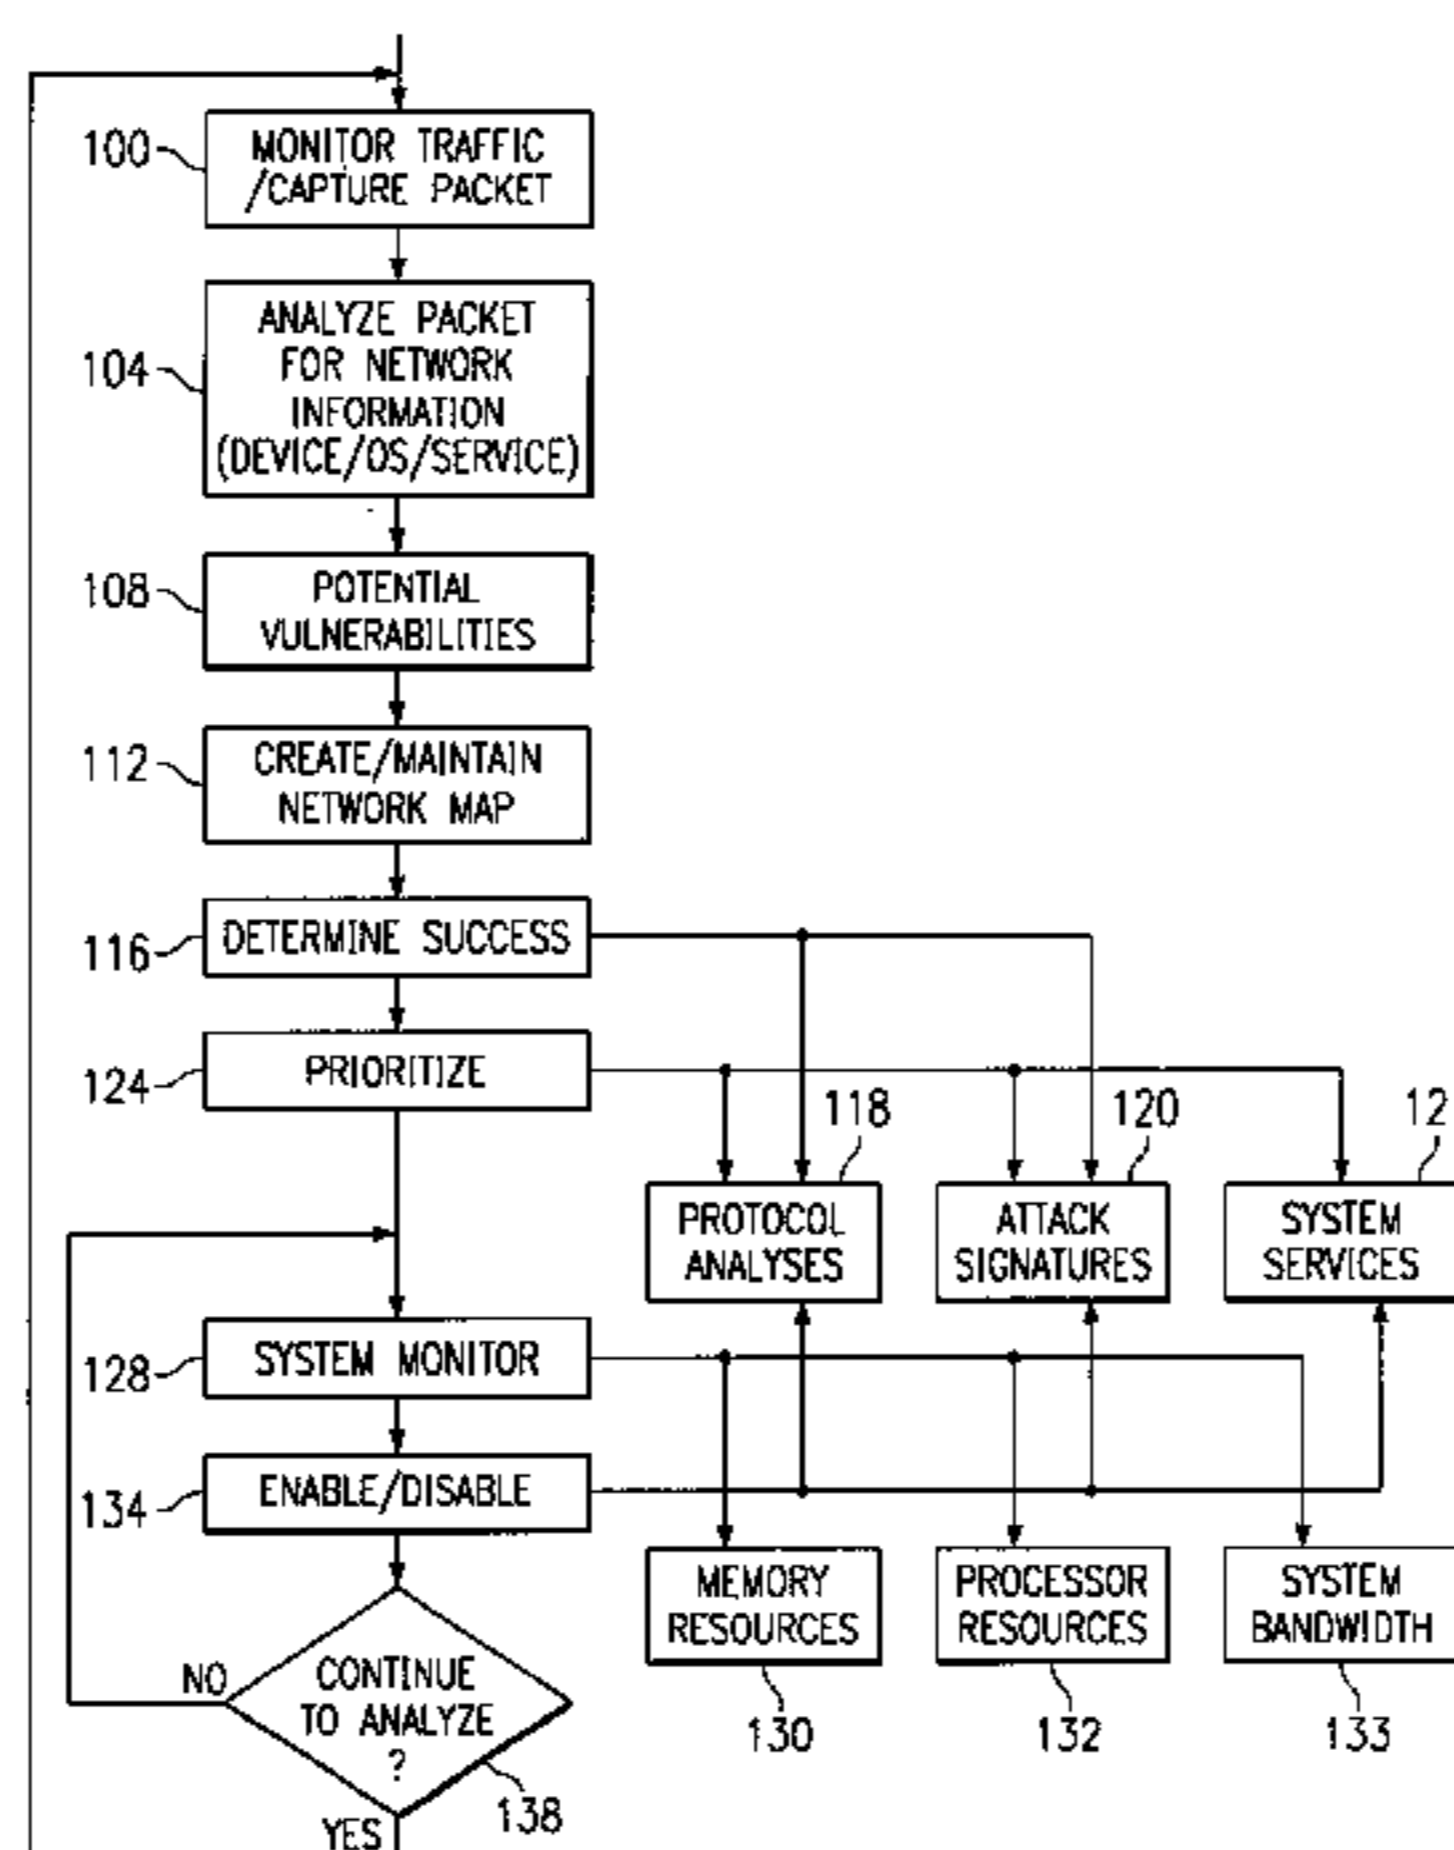 100
MONITOR TRAFFIC
/CAPTURE PACKET
104
ANALYZE PACKET
FOR NETWORK
INFORMATION
(DEVICE/OS/SERVICE)
108
POTENTIAL
VULNERABILITIES
112
CREATE/MAINTAIN
NETWORK MAP
116
DETERMINE SUCCESS
124
PRIORITIZE
118
120
12
PROTOCOL
ANALYSES
ATTACK
SIGNATURES
SYSTEM
SERVICES
128
SYSTEM MONITOR
134
ENABLE/DISABLE
MEMORY
RESOURCES
PROCESSOR
RESOURCES
SYSTEM
BANDWIDTH
130
132
133
NO
CONTINUE
TO ANALYZE
?
138
YES